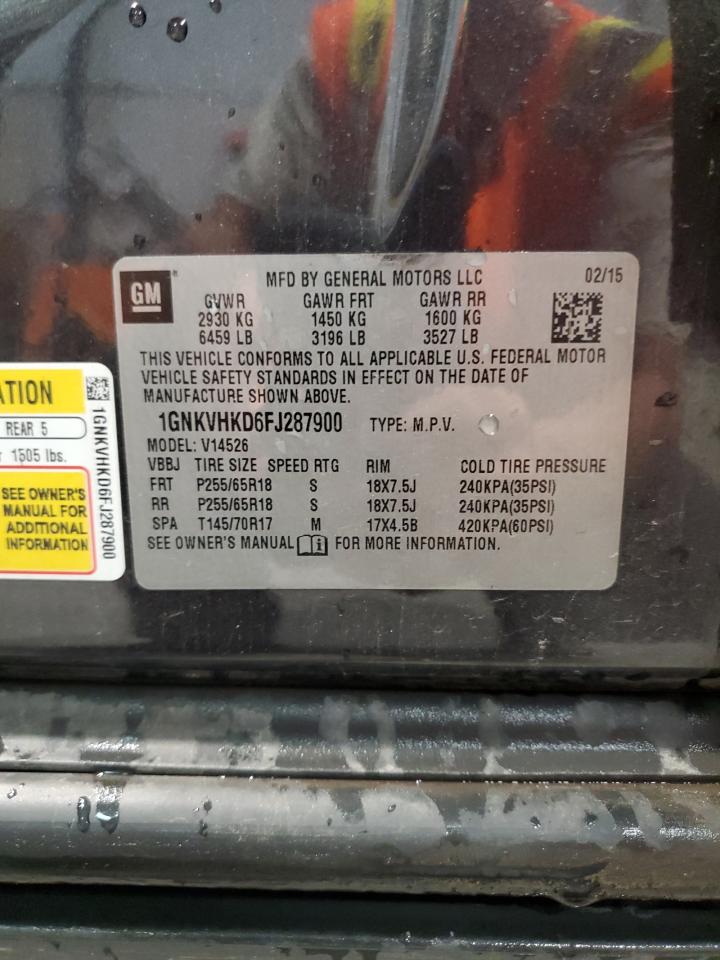 GM
MFD BY GENERAL MOTORS LLC 02/15
GVWR GAWR FRT GAWR RR
2930 KG 1450 KG 1600 KG
6459 LB 3196 LB 3527 LB
THIS VEHICLE CONFORMS TO ALL APPLICABLE U.S. FEDERAL MOTOR
VEHICLE SAFETY STANDARDS IN EFFECT ON THE DATE OF
MANUFACTURE SHOWN ABOVE.
1GNKVHKD6FJ287900 TYPE: M.P.V.
MODEL: V14526
VBBJ TIRE SIZE SPEED RTG RIM COLD TIRE PRESSURE
FRT P255/65R18 S 18X7.5J 240KPA(35PSI)
RR P255/65R18 S 18X7.5J 240KPA(35PSI)
SPA T145/70R17 M 17X4.5B 420KPA(60PSI)
SEE OWNER'S MANUAL i FOR MORE INFORMATION.
ATION
REAR 5
1505 lbs.
SEE OWNER'S
MANUAL FOR
ADDITIONAL
INFORMATION
1GNKVHKD6FJ287900